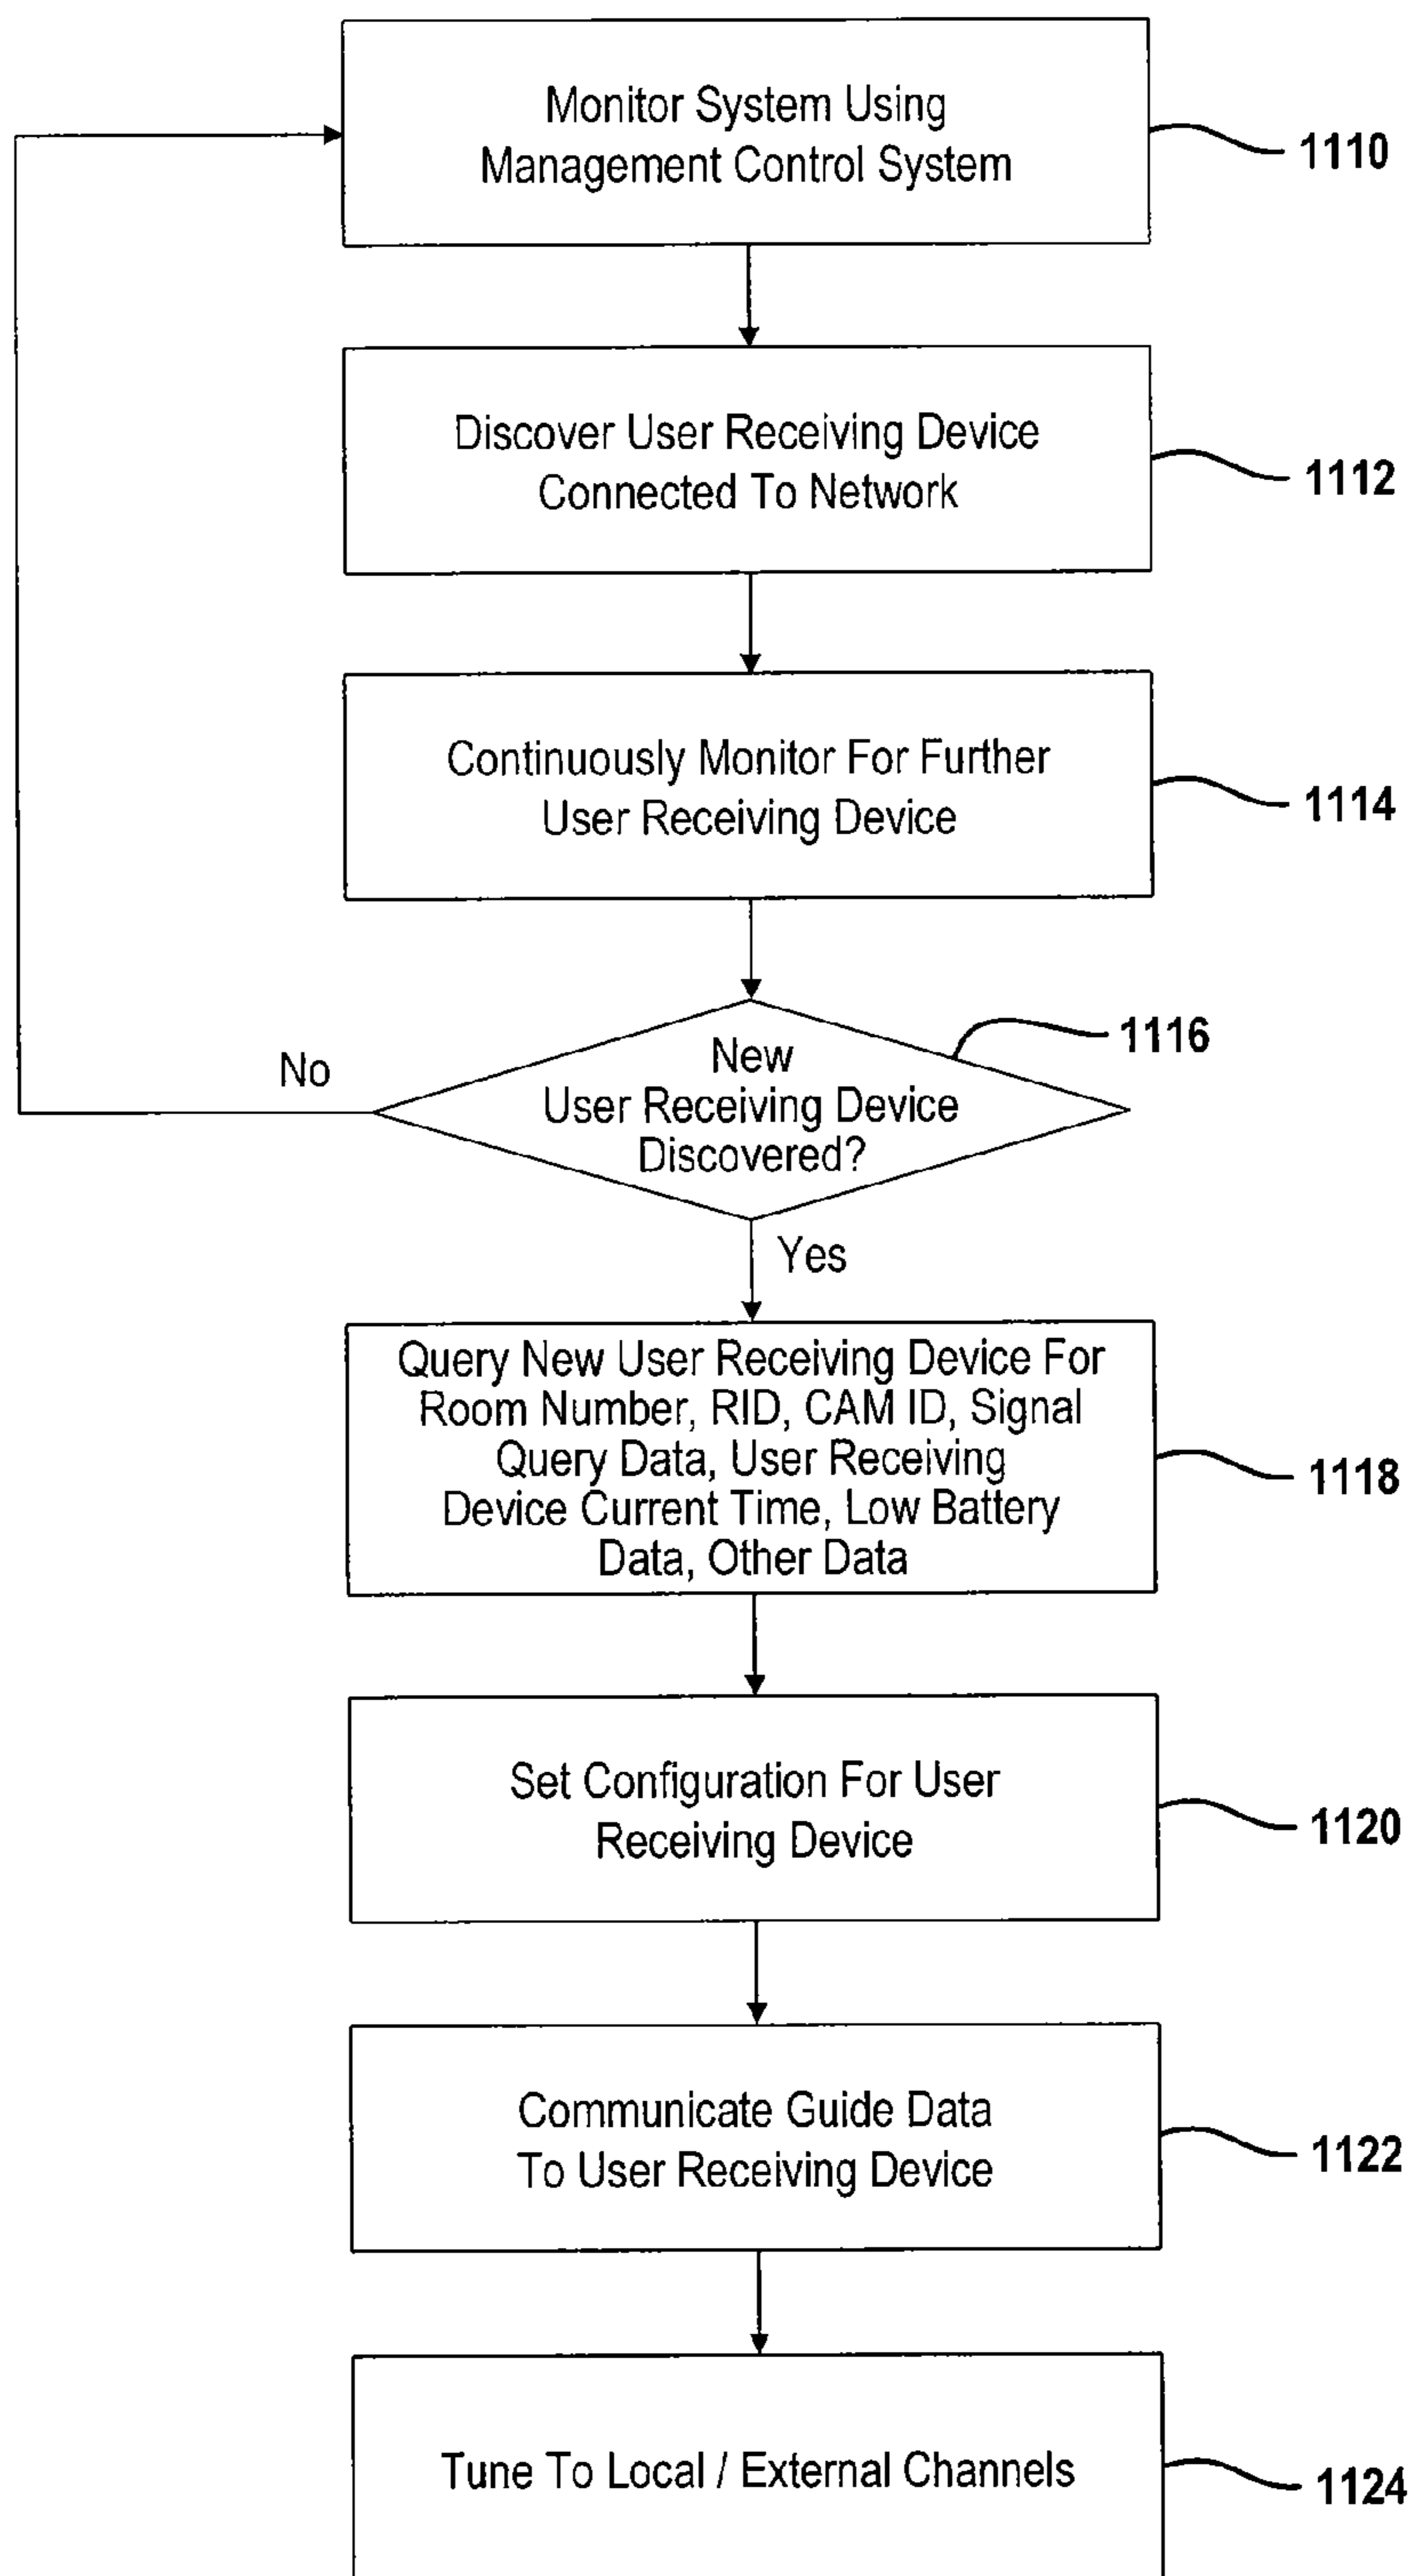 Monitor System Using
Management Control System
1110
Discover User Receiving Device
Connected To Network
1112
Continuously Monitor For Further
User Receiving Device
1114
1116
New
User Receiving Device
Discovered?
No
Yes
Query New User Receiving Device For
Room Number, RID, CAM ID, Signal
Query Data, User Receiving
Device Current Time, Low Battery
Data, Other Data
1118
Set Configuration For User
Receiving Device
1120
Communicate Guide Data
To User Receiving Device
1122
Tune To Local / External Channels
1124